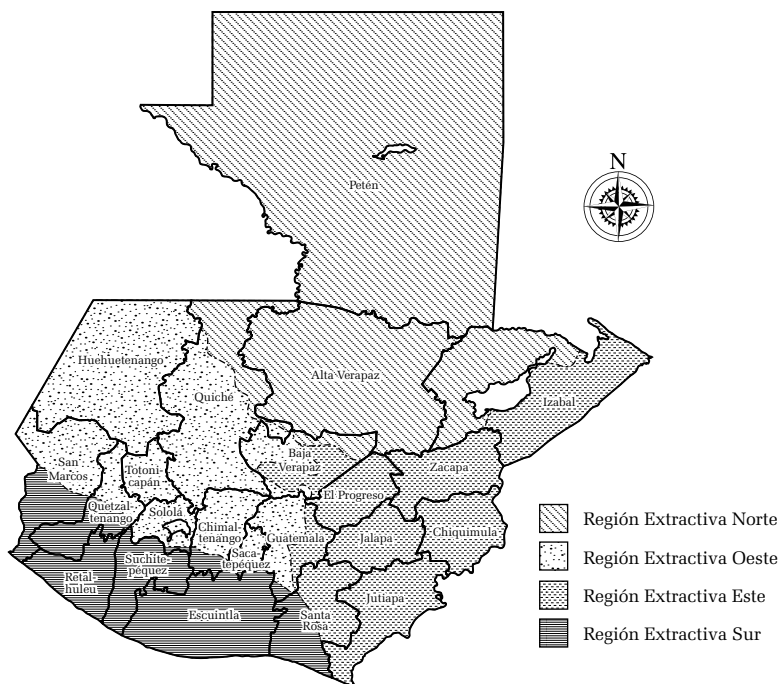 N
Petén
Huehuetenango
Alta Verapaz
Quiché
Izabal
Baja
Verapaz
San
Marcos
Totoni-
capán
Zacapa
El Progreso
Quetzal-
tenango
Sololá
Chimal-
tenango
Guatemala
Jalapa
Chiquimula
Suchite-
péquez
Saca
tepéquez
Retal-
huleu
Escuintla
Santa
Rosa
Jutiapa
Región Extractiva Norte
Región Extractiva Oeste
Región Extractiva Este
Región Extractiva Sur